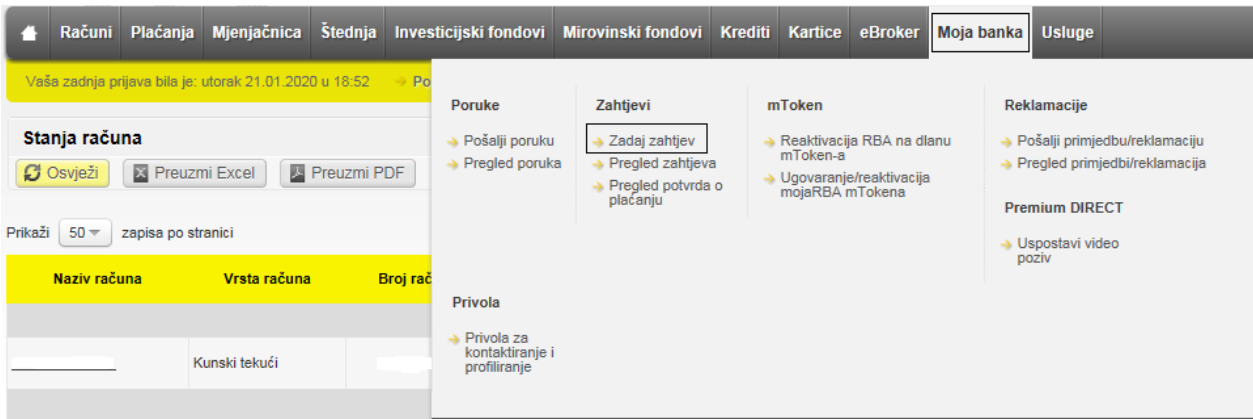 Računi Plaćanja Mjenjačnica Štednja Investicijski fondovi Mirovinski fondovi Krediti Kartice eBroker Moja banka Usluge
Vaša zadnja prijava bila je: utorak 21.01.2020 u 18:52 Po
Stanja računa
Osvježi Preuzmi Excel Preuzmi PDF
Prikaži 50 zapisa po stranici
Naziv računa Vrsta računa Broj rač
Kunski tekući
Poruke
Pošalji poruku
Pregled poruka
Zahtjevi
Zadaj zahtjev
Pregled zahtjeva
Pregled potvrda o
plaćanju
mToken
Reaktivacija RBA na dlanu
mToken-a
Ugovaranje/reaktivacija
mojaRBA mTokena
Reklamacije
Pošalji primjedbu/reklamaciju
Pregled primjedbi/reklamacija
Premium DIRECT
Uspostavi video
poziv
Privola
Privola za
kontaktiranje i
profiliranje